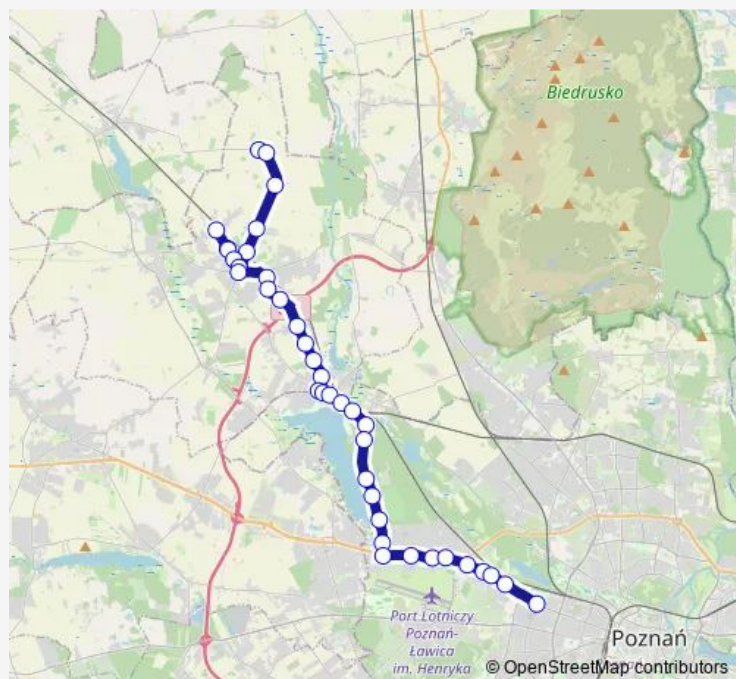 Biedrusko
Port Lotniczy
Poznań-
Ławica
im. Henryka
Poznań
© OpenStreetMap contributors